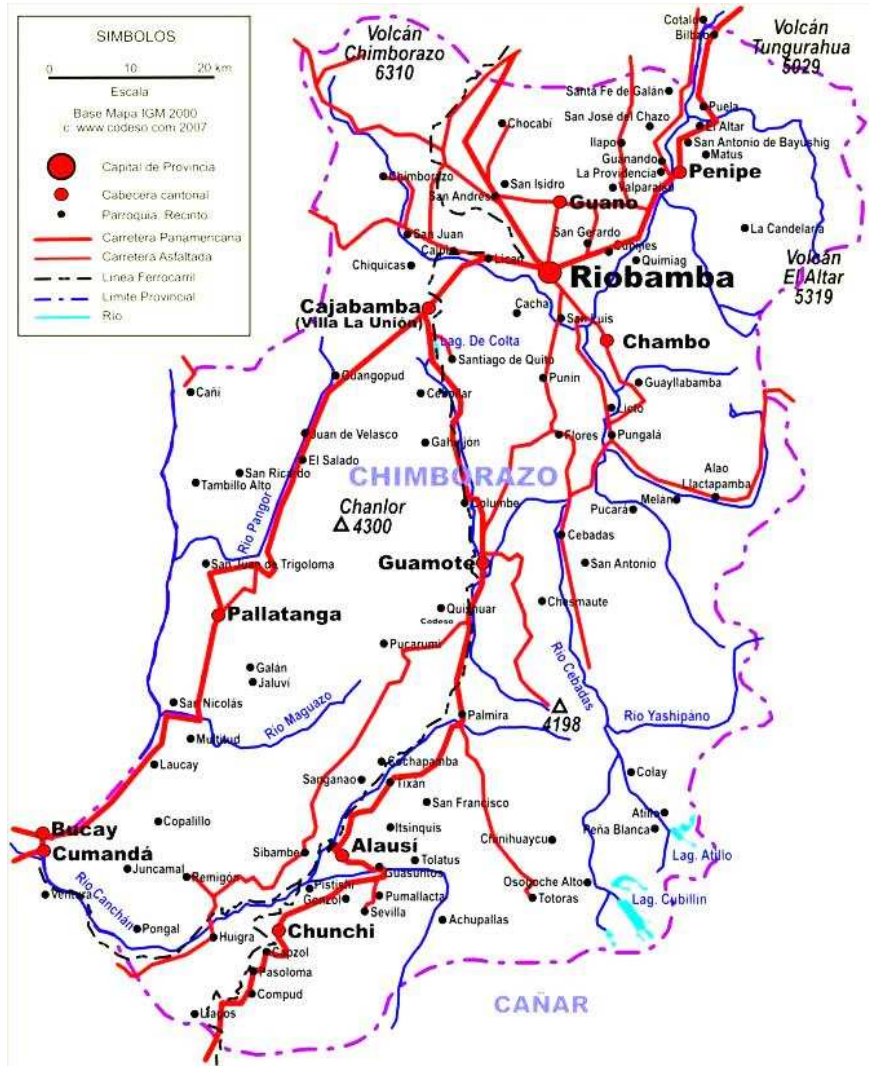 SIMBOLOS
0 10 20 km
Escala
Base Mapa IGM 2000
c: www.codeso.com 2007
Capital de Provincia
Cabecera cantonal
Parroquia, Recinto
Carretera Panamericana
Carretera Asfaltada
Linea Ferrocarril
Limite Provincial
Rio
Volcán
Chimborazo
6310
Cotalo
Bilbao
Volcán
Tungurahua
5029
Santa Fe de Galán
Puela
Chocabí
San José del Chazo
El Altar
Ilapo
San Antonio de Bayushig
Guanando
Matus
La Providencia
Penipe
Chimborazo
San Isidro
Valparaiso
San Andrés
Guano
La Candelaria
San Juan
San Gerardo
Cubijíes
Calpi
Licán
Quimiag
Volcán
El Altar
5319
Chiquicas
Riobamba
Cajabamba
(Villa La Unión)
Cacha
San Luis
Chambo
Lag. De Colta
Santiago de Quito
Guangopud
Punín
Guayllabamba
Cañi
Licto
Juan de Velasco
Flores
Pungalá
El Salado
San Ricardo
CHIMBORAZO
Alao
Llactapamba
Tambillo Alto
Melán
Chanlor
4300
Columbe
Pucará
Rio Pangor
Cebadas
San Juan de Trigoloma
Guamote
San Antonio
Pallatanga
Quishuar
Codeso
Chesmaute
Pucarumi
Galán
Jaluví
Rio Cebadas
San Nicolás
Rio Maguazo
4198
Palmira
Rio Yashipano
Multitud
Laucay
Cochapamba
Colay
Sanganao
Tixán
San Francisco
Atillo
Copalillo
Itsinquis
Peña Blanca
Bucay
Chinihuaycu
Cumandá
Sibambe
Alausí
Tolatus
Lag. Atillo
Juncamal
Remigón
Guasuntos
Osogoche Alto
Ventura
Pistishi
Pumallacta
Totoras
Lag. Cubillin
Gonzol
Rio Canchán
Sevilla
Achupallas
Pongal
Huigra
Chunchi
Capzol
Pasoloma
Compud
CAÑAR
Llagos